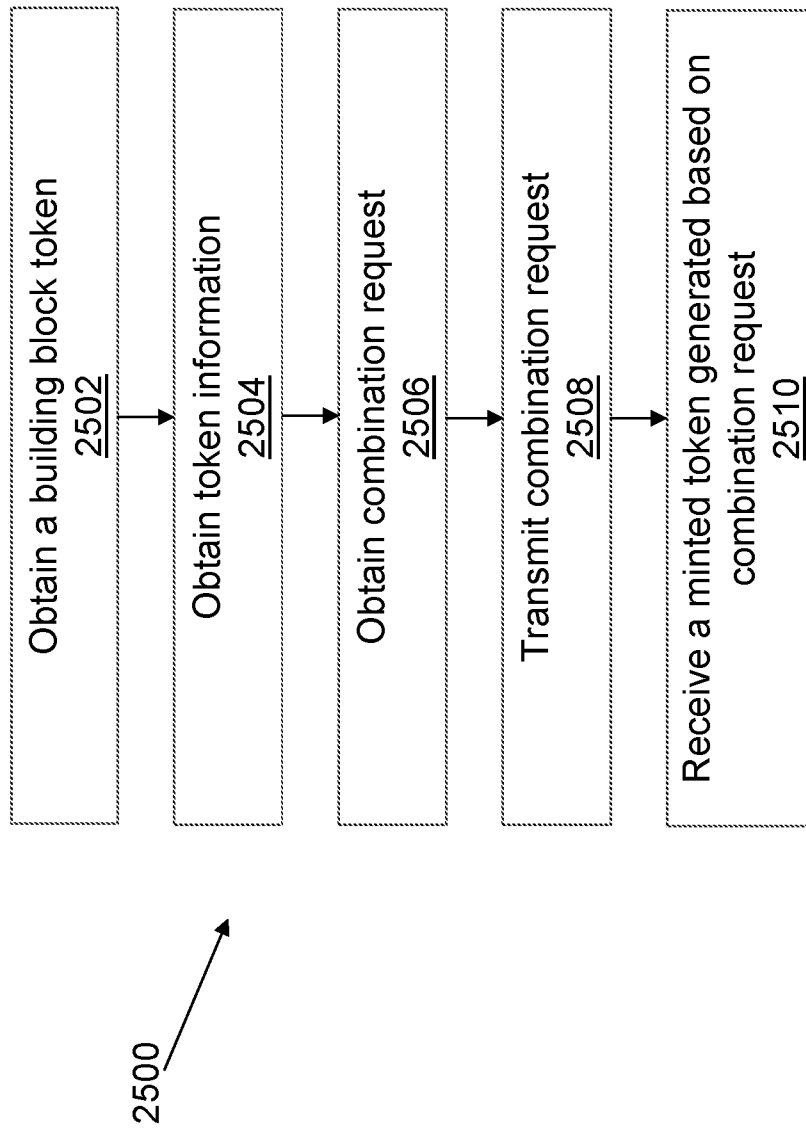 2500
Obtain a building block token
2502
Obtain token information
2504
Obtain combination request
2506
Transmit combination request
2508
Receive a minted token generated based on
combination request
2510